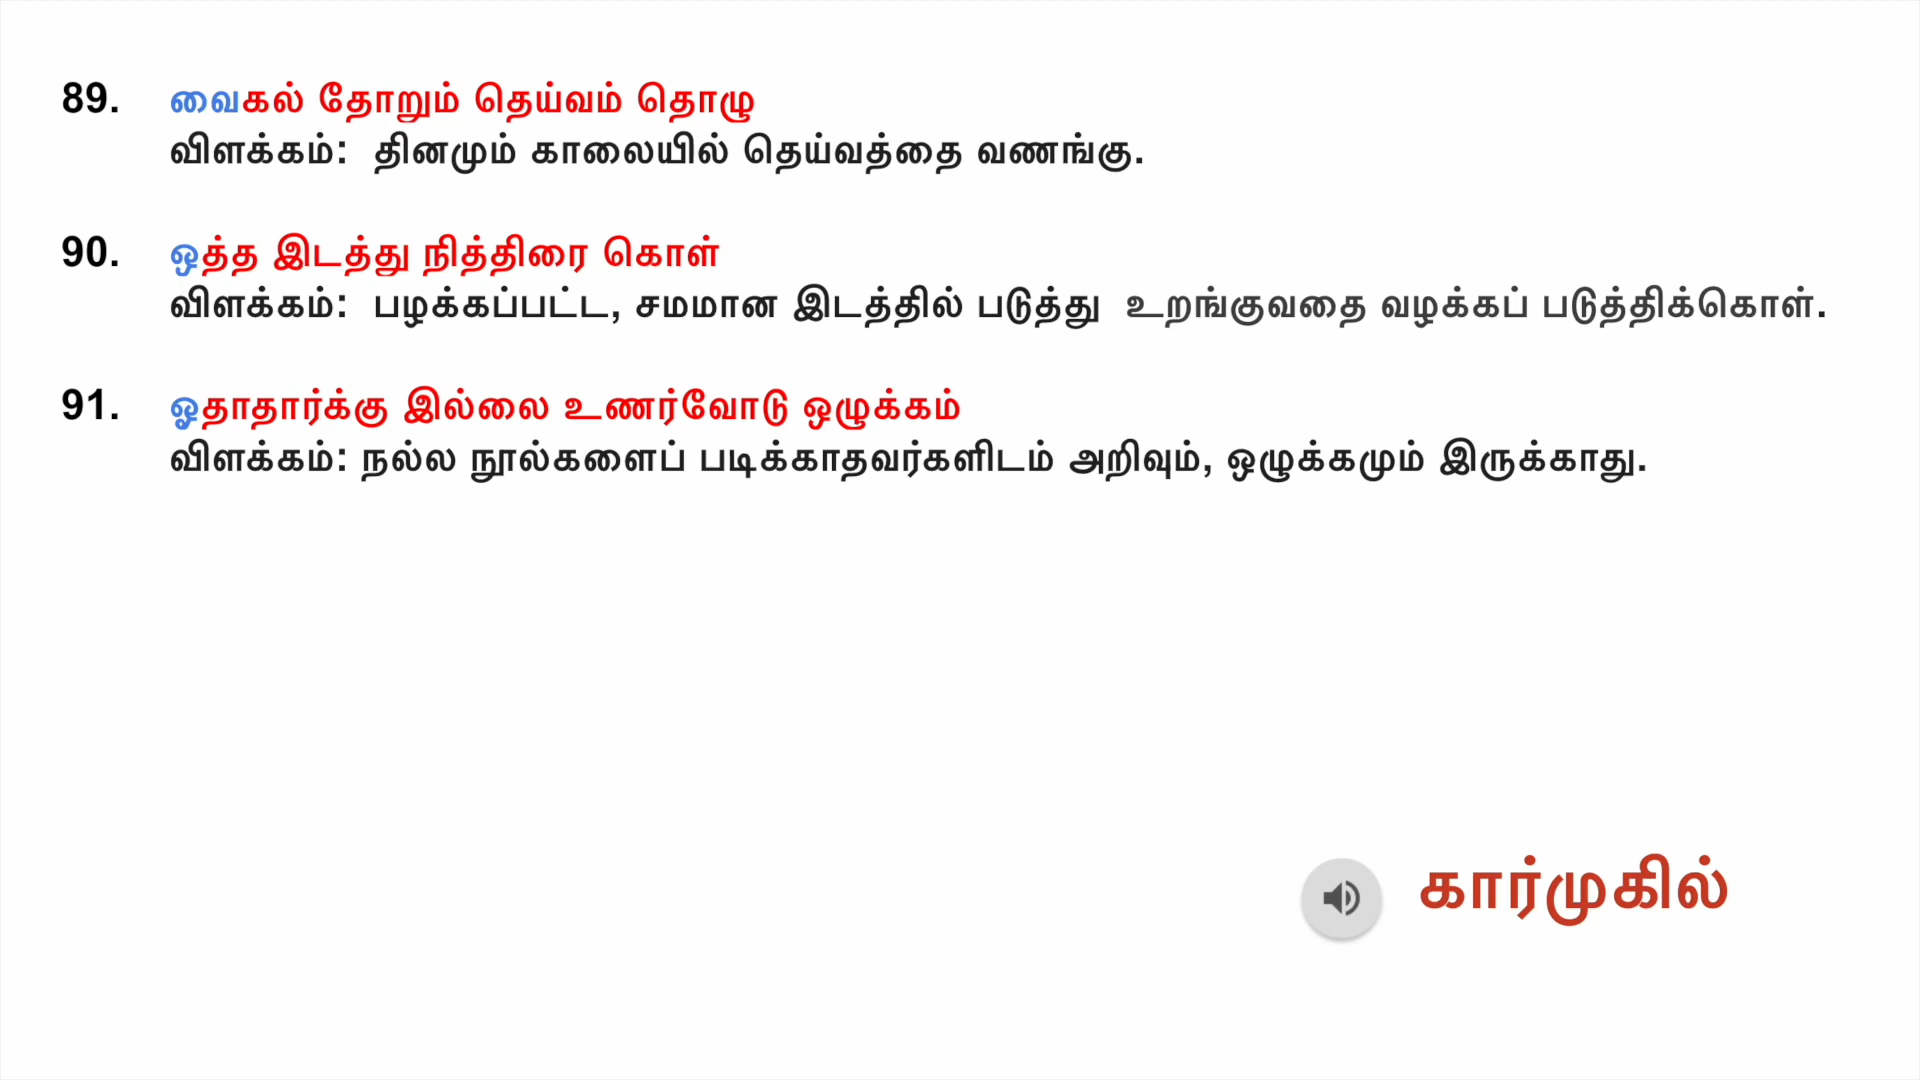 89. வைகல் தோறும் தெய்வம் தொழு
விளக்கம்: தினமும் காலையில் தெய்வத்தை வணங்கு.
90. ஒத்த இடத்து நித்திரை கொள்
விளக்கம்: பழக்கப்பட்ட, சமமான இடத்தில் படுத்து உறங்குவதை வழக்கப் படுத்திக்கொள்.
91. ஓதாதார்க்கு இல்லை உணர்வோடு ஒழுக்கம்
விளக்கம்: நல்ல நூல்களைப் படிக்காதவர்களிடம் அறிவும், ஒழுக்கமும் இருக்காது.
கார்முகில்